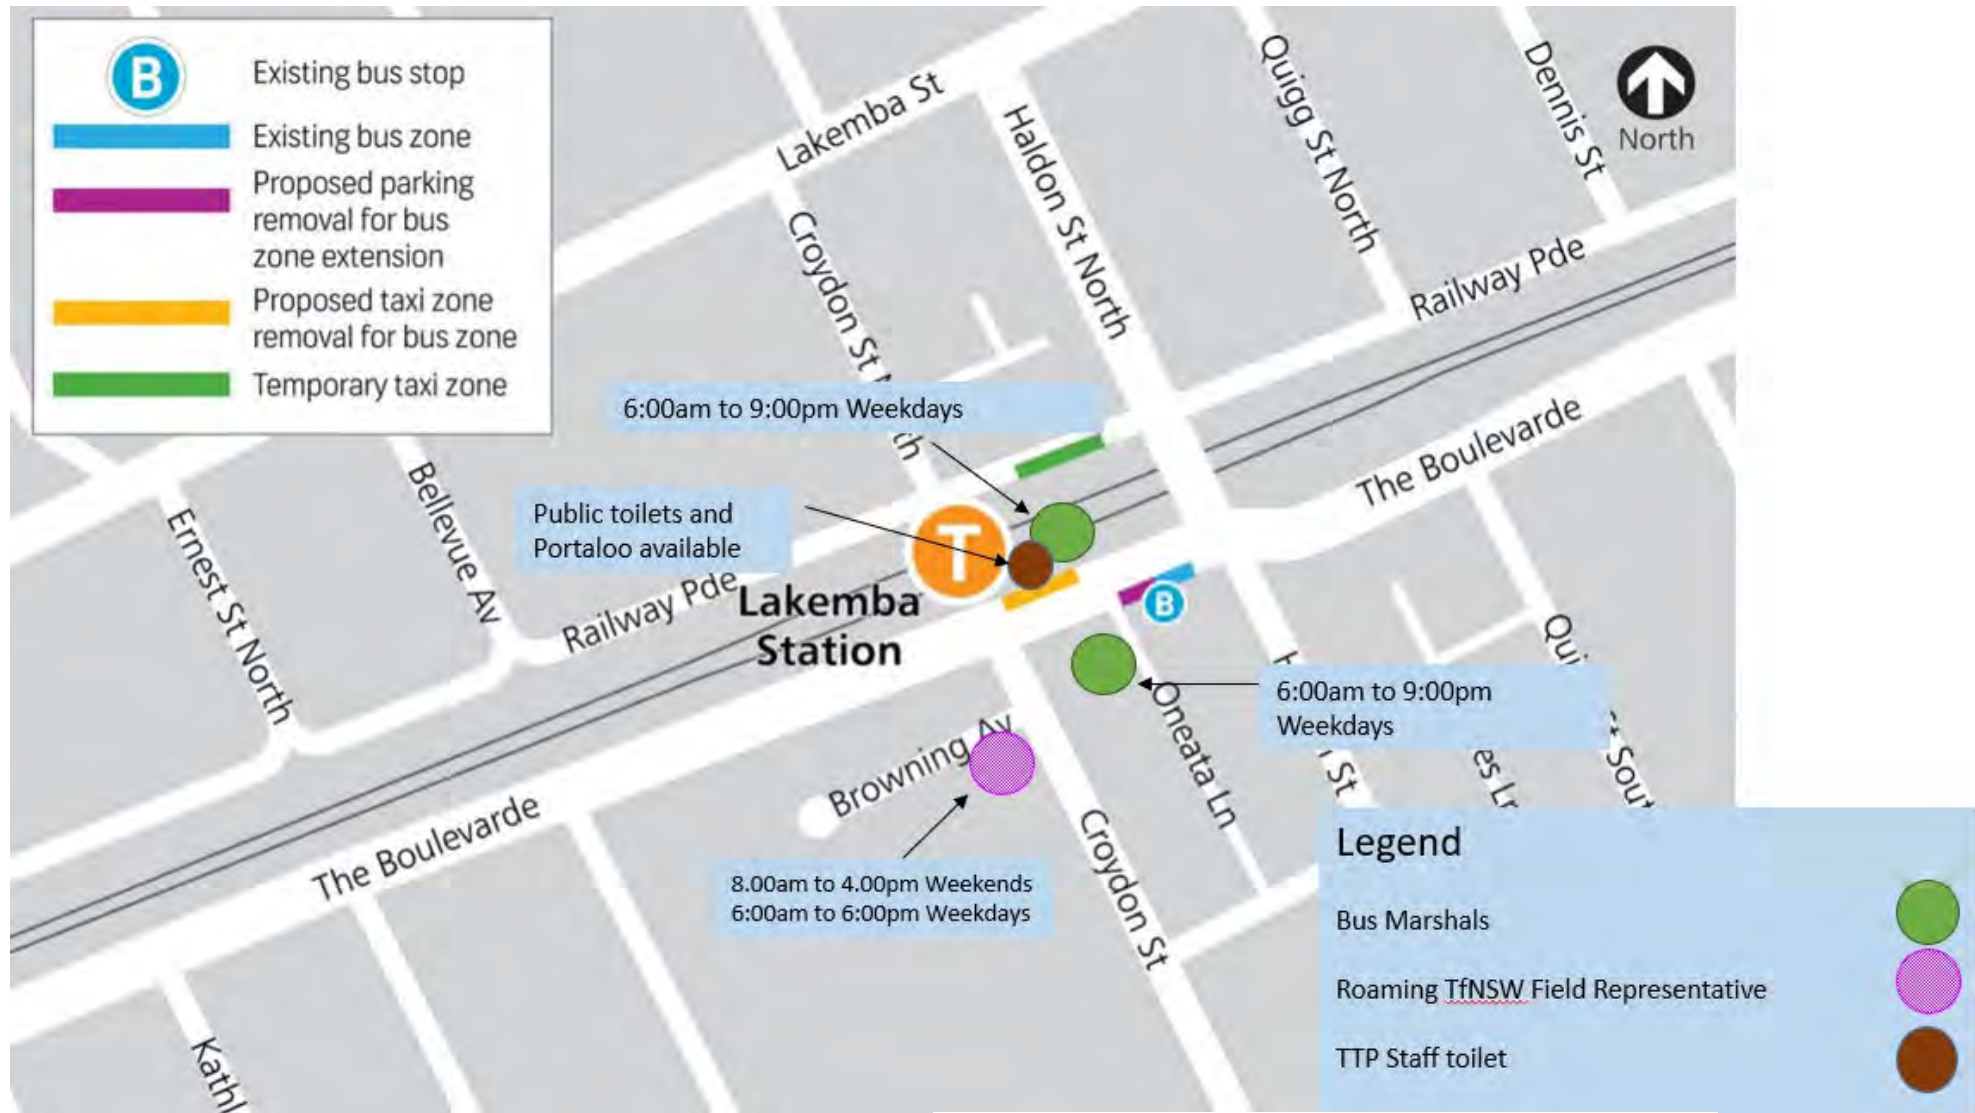 B
Existing bus stop
Existing bus zone
Proposed parking
removal for bus
zone extension
Proposed taxi zone
removal for bus zone
Temporary taxi zone
Lakemba St
Haldon St North
Quigg St North
Dennis St
North
Croydon St
Railway Pde
6:00am to 9:00pm Weekdays
The Boulevarde
Bellevue Av
Ernest St North
Public toilets and
Portaloo available
T
Railway Pde
Lakemba
Station
B
6:00am to 9:00pm
Weekdays
Oneata Ln
St
Browning Av
The Boulevarde
Croydon St
8.00am to 4.00pm Weekends
6:00am to 6:00pm Weekdays
Legend
Bus Marshals
Roaming TfNSW Field Representative
TTP Staff toilet